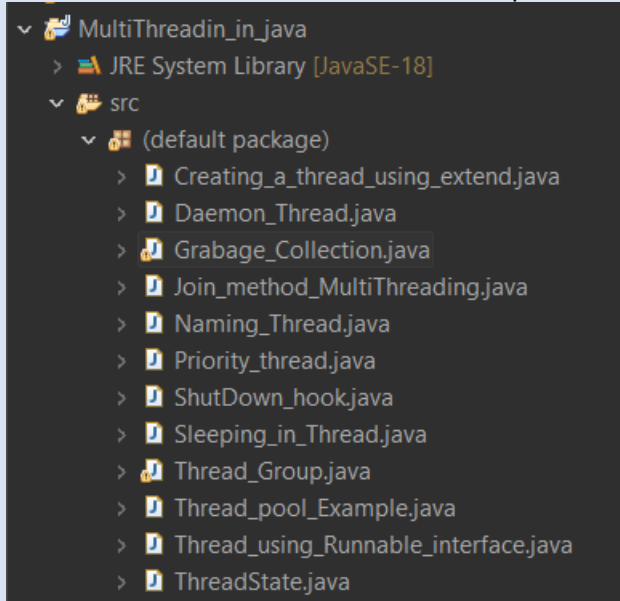 MultiThreadin_in_java
JRE System Library [JavaSE-18]
src
(default package)
Creating_a_thread_using_extend.java
Daemon_Thread.java
Grabage_Collection.java
Join_method_MultiThreading.java
Naming_Thread.java
Priority_thread.java
ShutDown_hook.java
Sleeping_in_Thread.java
Thread_Group.java
Thread_pool_Example.java
Thread_using_Runnable_interface.java
ThreadState.java